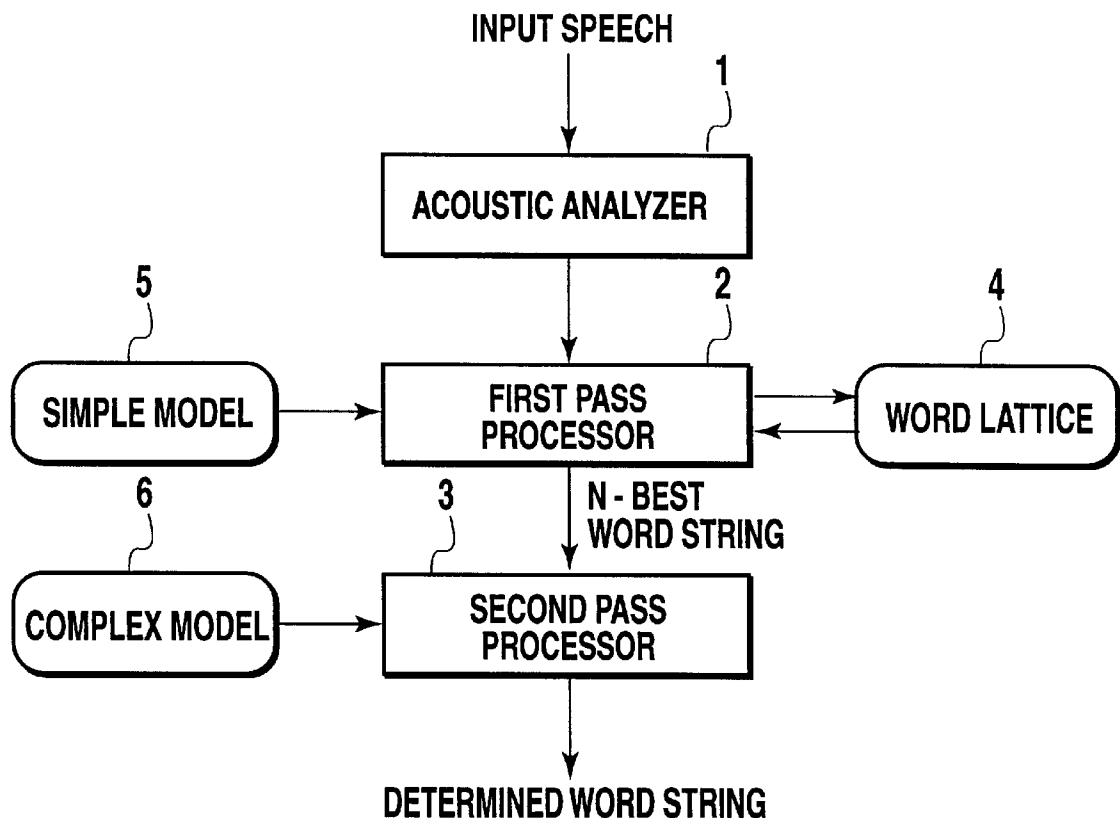 INPUT SPEECH
1
ACOUSTIC ANALYZER
5
2
4
SIMPLE MODEL
FIRST PASS
PROCESSOR
WORD LATTICE
6
3
N - BEST
WORD STRING
COMPLEX MODEL
SECOND PASS
PROCESSOR
DETERMINED WORD STRING